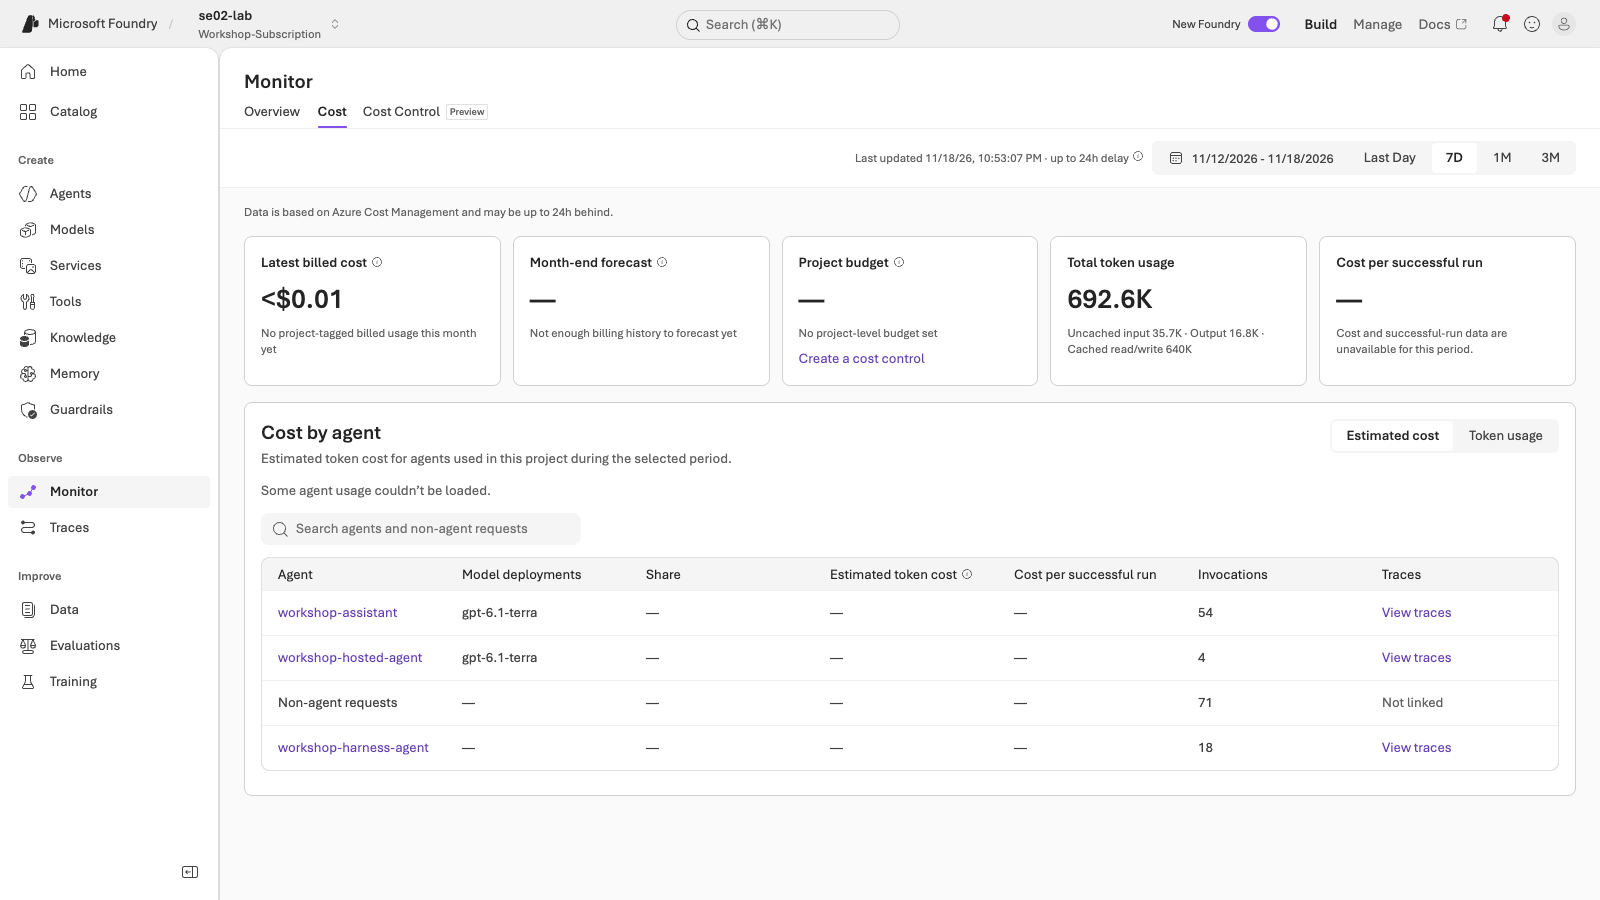 Microsoft Foundry
/
se02-lab
Workshop-Subscription
Search (⌘K)
New Foundry
Build
Manage
Docs
Home
Catalog
Create
Agents
Models
Services
Tools
Knowledge
Memory
Guardrails
Observe
Monitor
Traces
Improve
Data
Evaluations
Training
Monitor
Overview
Cost
Cost Control
Preview
Last updated 11/18/26, 10:53:07 PM · up to 24h delay
11/12/2026 - 11/18/2026
Last Day
7D
1M
3M
Data is based on Azure Cost Management and may be up to 24h behind.
Latest billed cost
<$0.01
No project-tagged billed usage this month
yet
Month-end forecast
—
Not enough billing history to forecast yet
Project budget
—
No project-level budget set
Create a cost control
Total token usage
692.6K
Uncached input 35.7K · Output 16.8K ·
Cached read/write 640K
Cost per successful run
—
Cost and successful-run data are
unavailable for this period.
Cost by agent
Estimated token cost for agents used in this project during the selected period.
Estimated cost
Token usage
Some agent usage couldn’t be loaded.
Search agents and non-agent requests
Agent Model deployments Share Estimated token cost Cost per successful run Invocations Traces
workshop-assistant gpt-6.1-terra — — — 54 View traces
workshop-hosted-agent gpt-6.1-terra — — — 4 View traces
Non-agent requests — — — — 71 Not linked
workshop-harness-agent — — — — 18 View traces